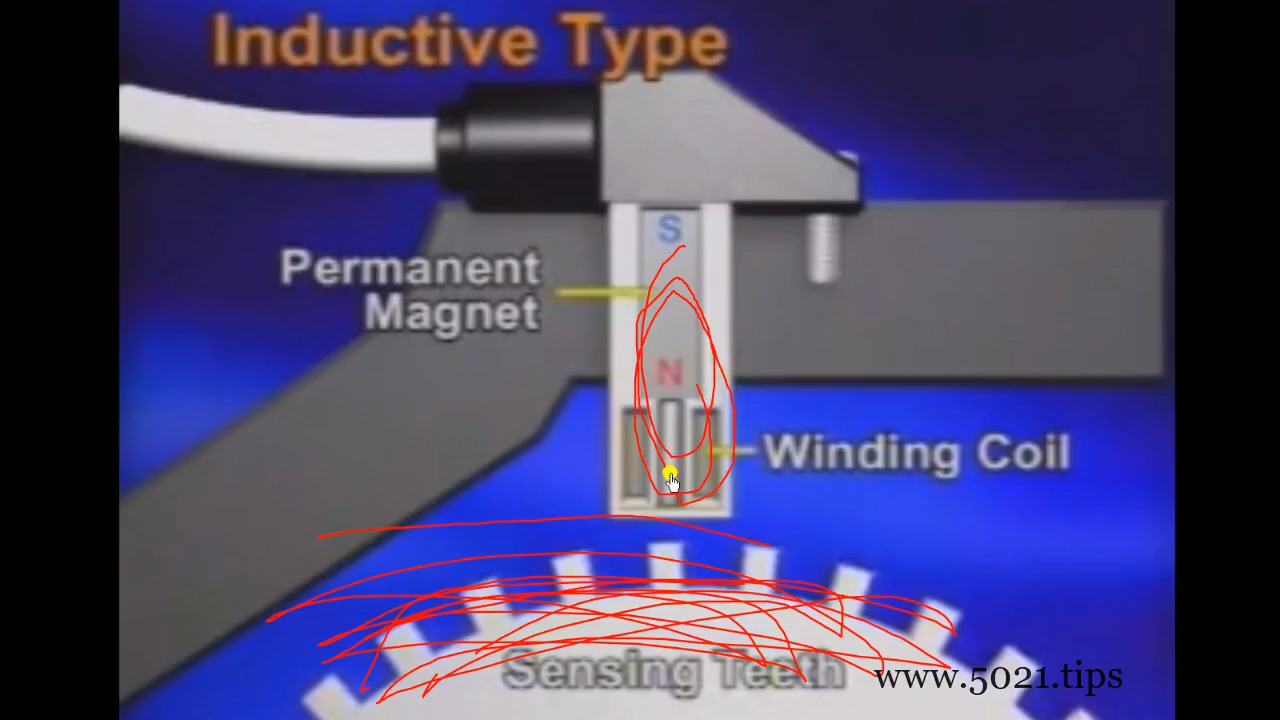 Inductive Type
S
Permanent
Magnet
N
Winding Coil
Sensing Teeth
www.5021.tips